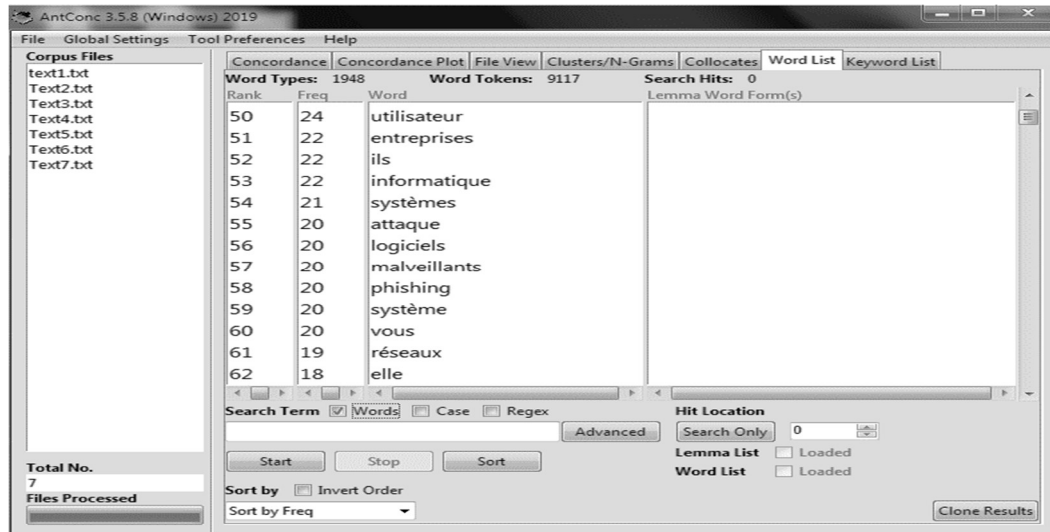 AntConc 3.5.8 (Windows) 2019
File Global Settings Tool Preferences Help
Corpus Files
text1.txt
Text2.txt
Text3.txt
Text4.txt
Text5.txt
Text6.txt
Text7.txt
Total No.
7
Files Processed
Concordance Concordance Plot File View Clusters/N-Grams Collocates Word List Keyword List
Word Types: 1948 Word Tokens: 9117 Search Hits: 0
Rank Freq Word Lemma Word Form(s)
50 24 utilisateur
51 22 entreprises
52 22 ils
53 22 informatique
54 21 systèmes
55 20 attaque
56 20 logiciels
57 20 malveillants
58 20 phishing
59 20 système
60 20 vous
61 19 réseaux
62 18 elle
Search Term Words Case Regex Hit Location
Advanced Search Only 0
Start Stop Sort Lemma List Loaded
Word List Loaded
Sort by Invert Order
Sort by Freq Clone Results